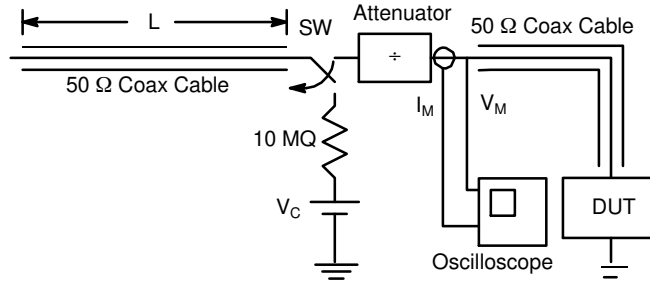 L
SW
Attenuator
50 Ω Coax Cable
÷
50 Ω Coax Cable
I_M
V_M
10 MΩ
V_C
DUT
Oscilloscope